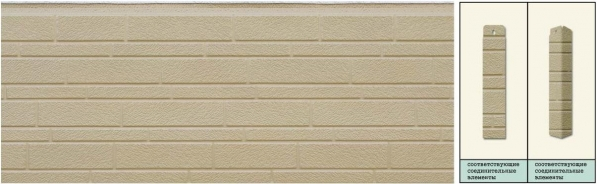 соответствующие
соединительные
элементы
соответствующие
соединительные
элементы